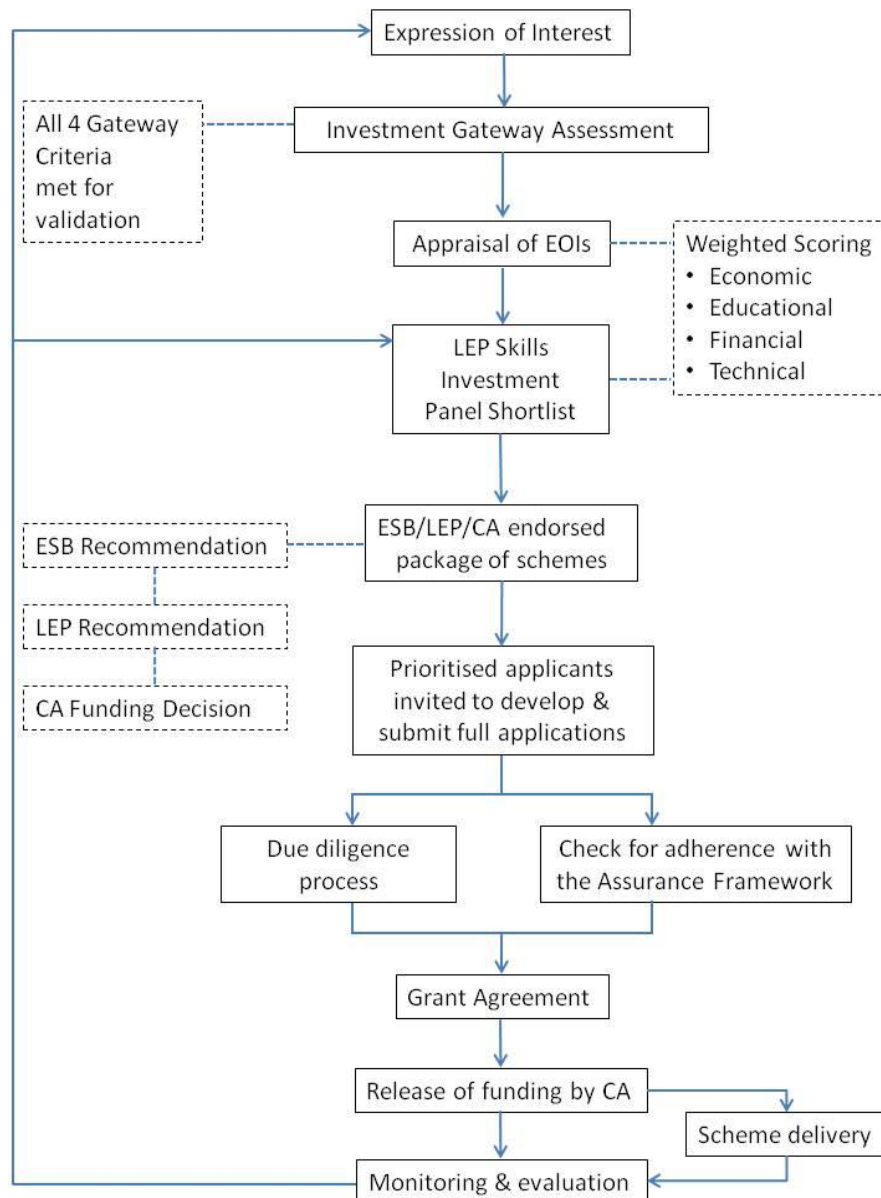 Expression of Interest
All 4 Gateway
Criteria
met for
validation
Investment Gateway Assessment
Appraisal of EOIs
Weighted Scoring
• Economic
• Educational
• Financial
• Technical
LEP Skills
Investment
Panel Shortlist
ESB Recommendation
ESB/LEP/CA endorsed
package of schemes
LEP Recommendation
CA Funding Decision
Prioritised applicants
invited to develop &
submit full applications
Due diligence
process
Check for adherence with
the Assurance Framework
Grant Agreement
Release of funding by CA
Scheme delivery
Monitoring & evaluation